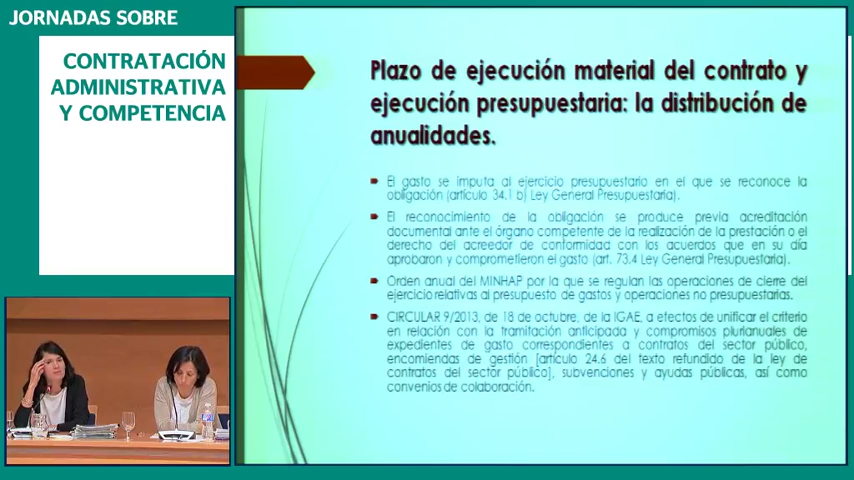 JORNADAS SOBRE
CONTRATACIÓN
ADMINISTRATIVA
Y COMPETENCIA
Plazo de ejecución material del contrato y
ejecución presupuestaria: la distribución de
anualidades.
El gasto se imputa al ejercicio presupuestario en el que se reconoce la
obligación (artículo 34.1 b) Ley General Presupuestaria).
El reconocimiento de la obligación se produce previa acreditación
documental ante el órgano competente de la realización de la prestación o el
derecho del acreedor de conformidad con los acuerdos que en su día
aprobaron y comprometieron el gasto (art. 73.4 Ley General Presupuestaria).
Orden anual del MINHAP por la que se regulan las operaciones de cierre del
ejercicio relativas al presupuesto de gastos y operaciones no presupuestarias.
CIRCULAR 9/2013, de 18 de octubre, de la IGAE, a efectos de unificar el criterio
en relación con la tramitación anticipada y compromisos plurianuales de
expedientes de gasto correspondientes a contratos del sector público,
encomiendas de gestión [artículo 24.6 del texto refundido de la ley de
contratos del sector público], subvenciones y ayudas públicas, así como
convenios de colaboración.